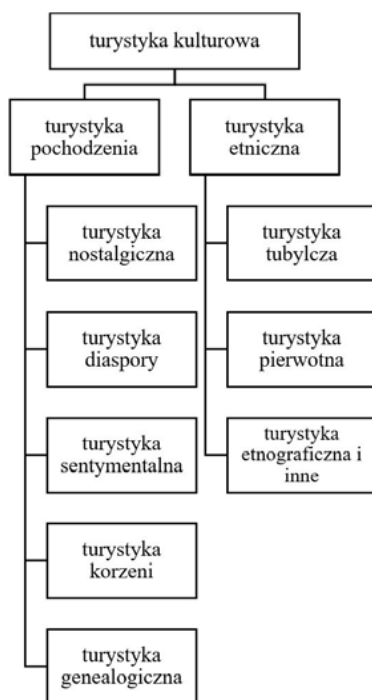 turystyka kulturowa
turystyka
pochodzenia
turystyka
etniczna
turystyka
nostalgiczna
turystyka
diaspory
turystyka
sentymentalna
turystyka
korzeni
turystyka
genealogiczna
turystyka
tubylcza
turystyka
pierwotna
turystyka
etnograficzna i
inne